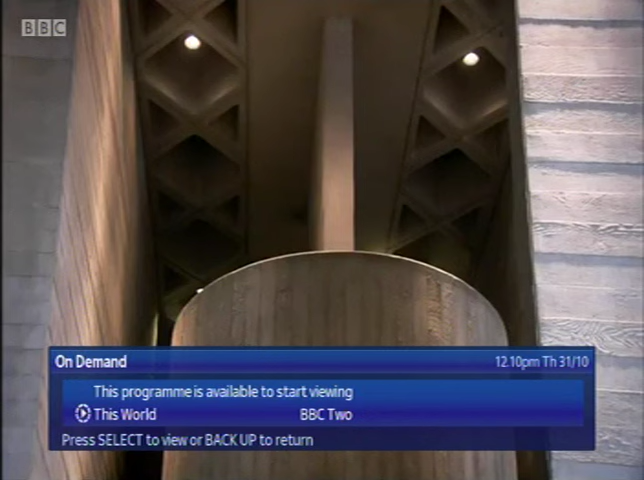 BBC
On Demand 12.10pm Th 31/10
This programme is available to start viewing
This World BBC Two
Press SELECT to view or BACK UP to return